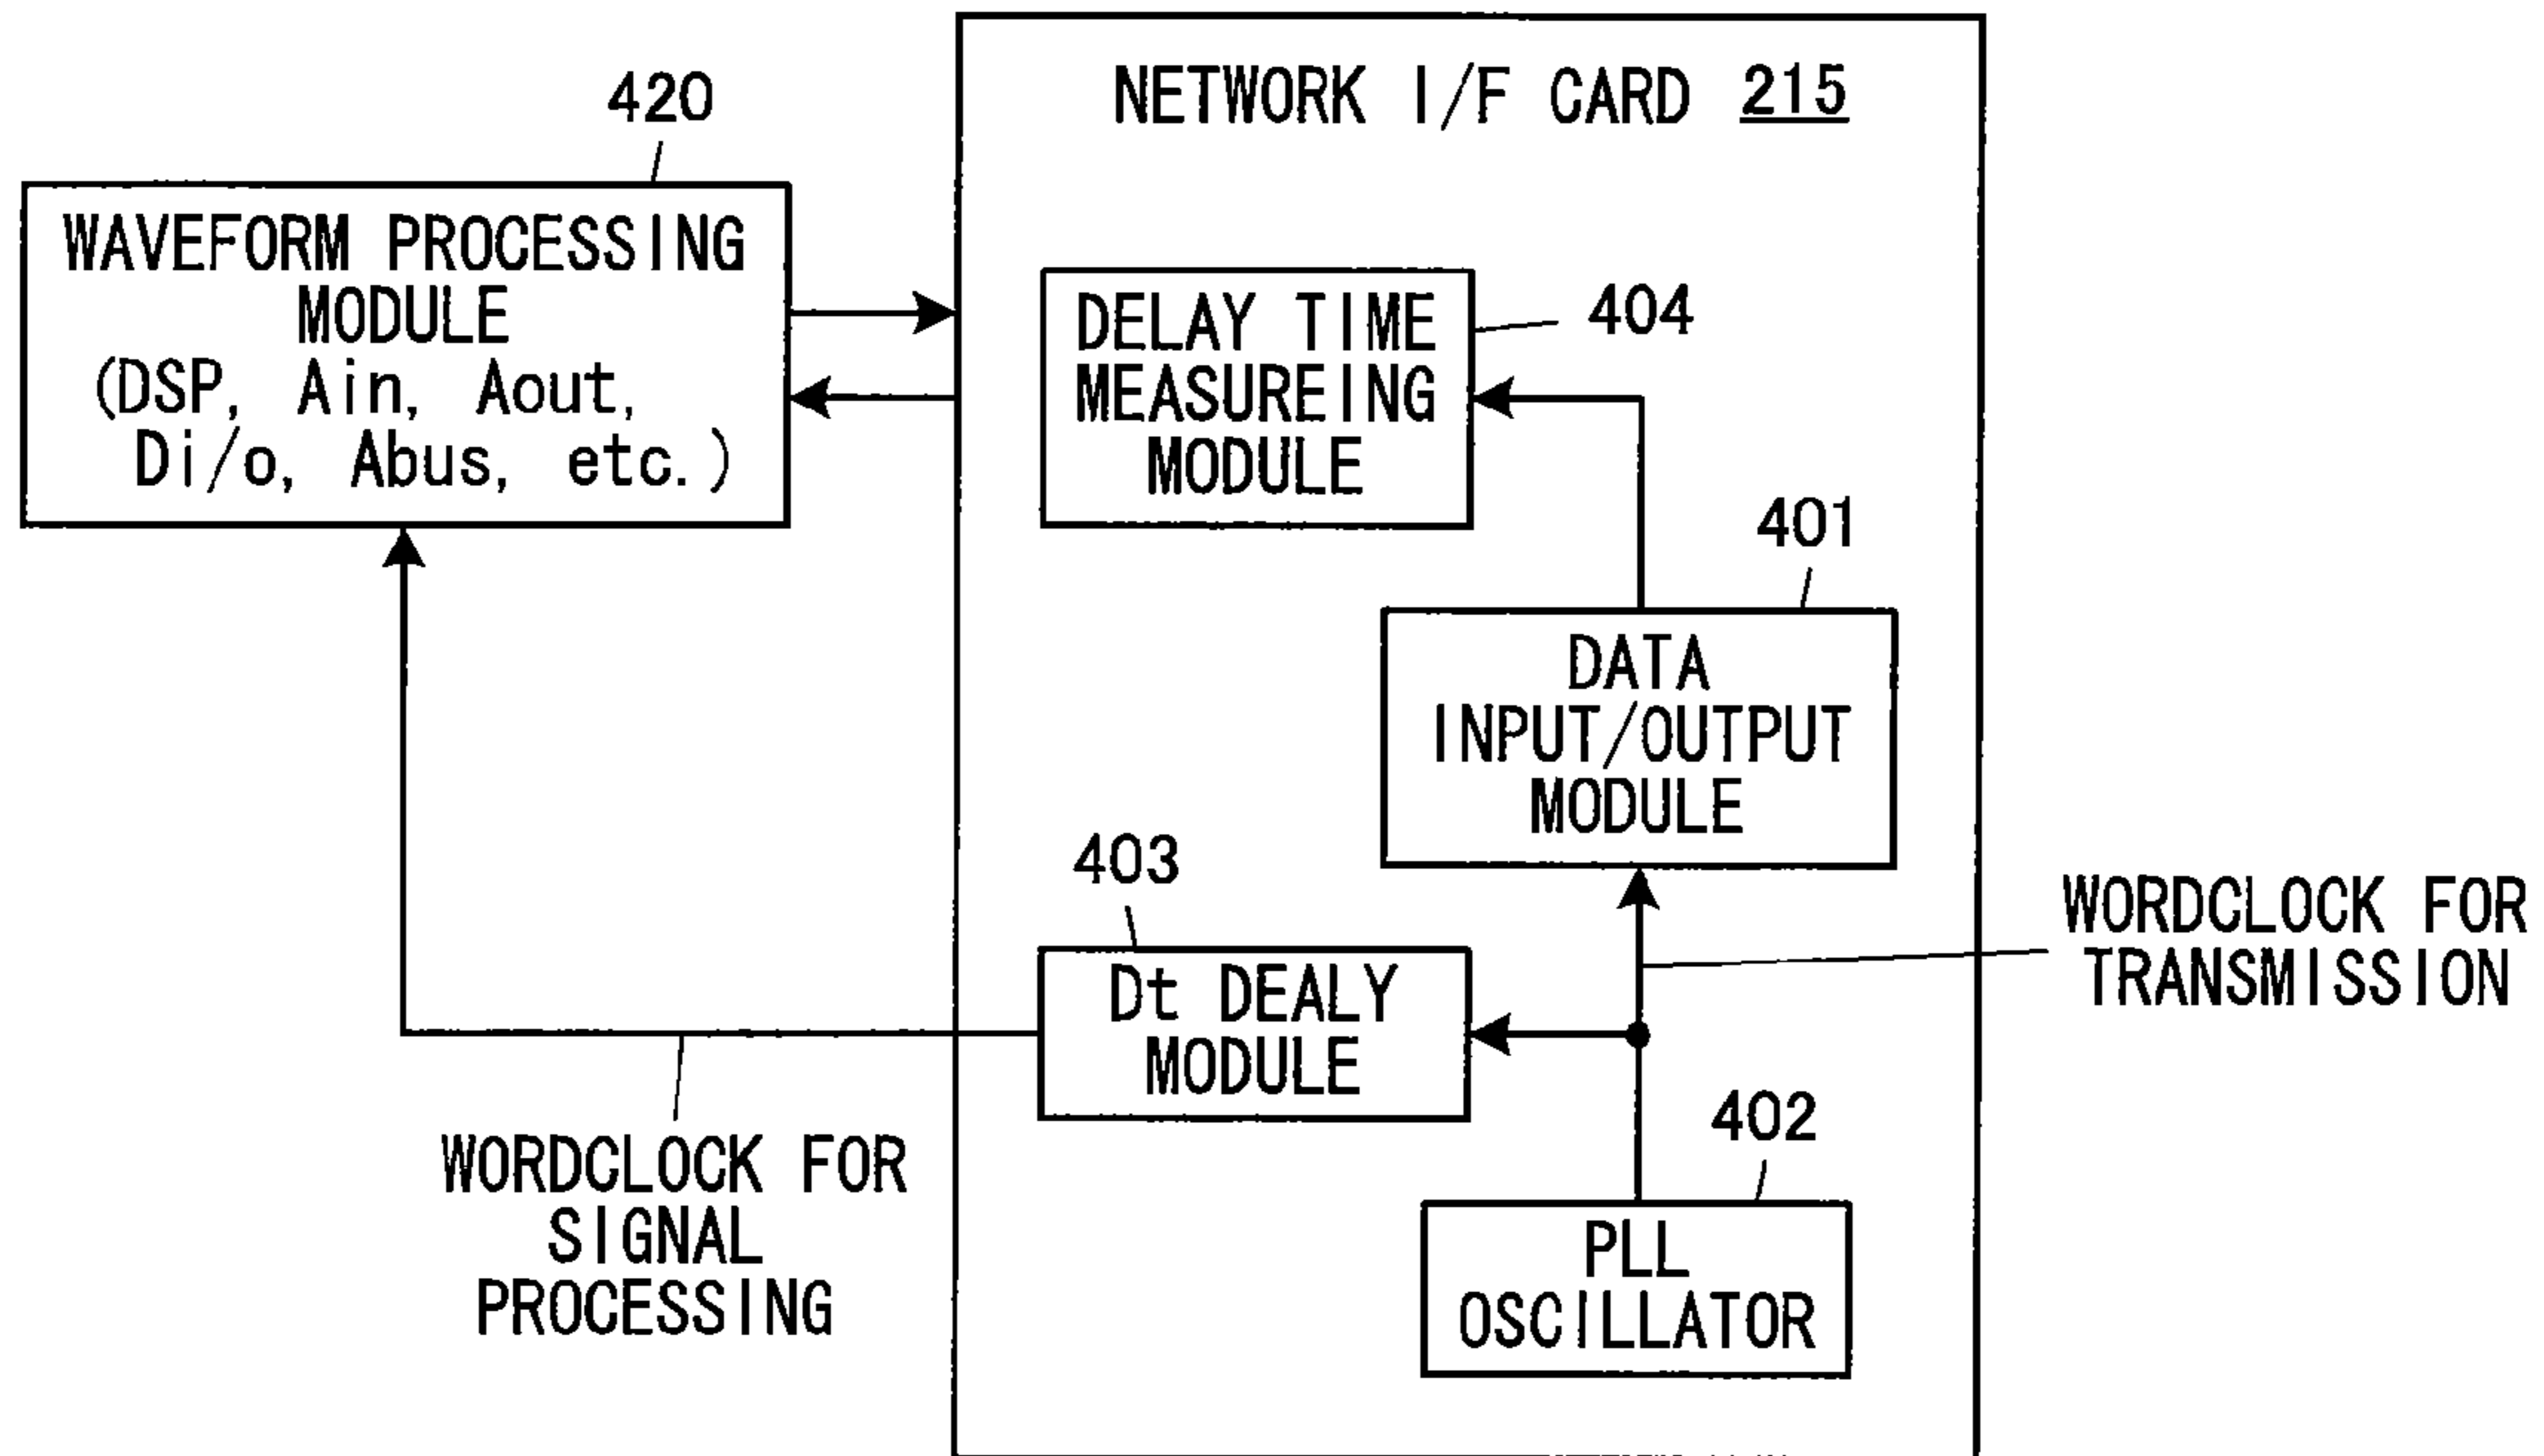 NETWORK I/F CARD 215
420
WAVEFORM PROCESSING
MODULE
(DSP, Ain, Aout,
Di/o, Abus, etc.)
DELAY TIME
MEASUREING
MODULE
404
401
DATA
INPUT/OUTPUT
MODULE
403
Dt DEALY
MODULE
WORDCLOCK FOR
TRANSMISSION
WORDCLOCK FOR
SIGNAL
PROCESSING
402
PLL
OSCILLATOR